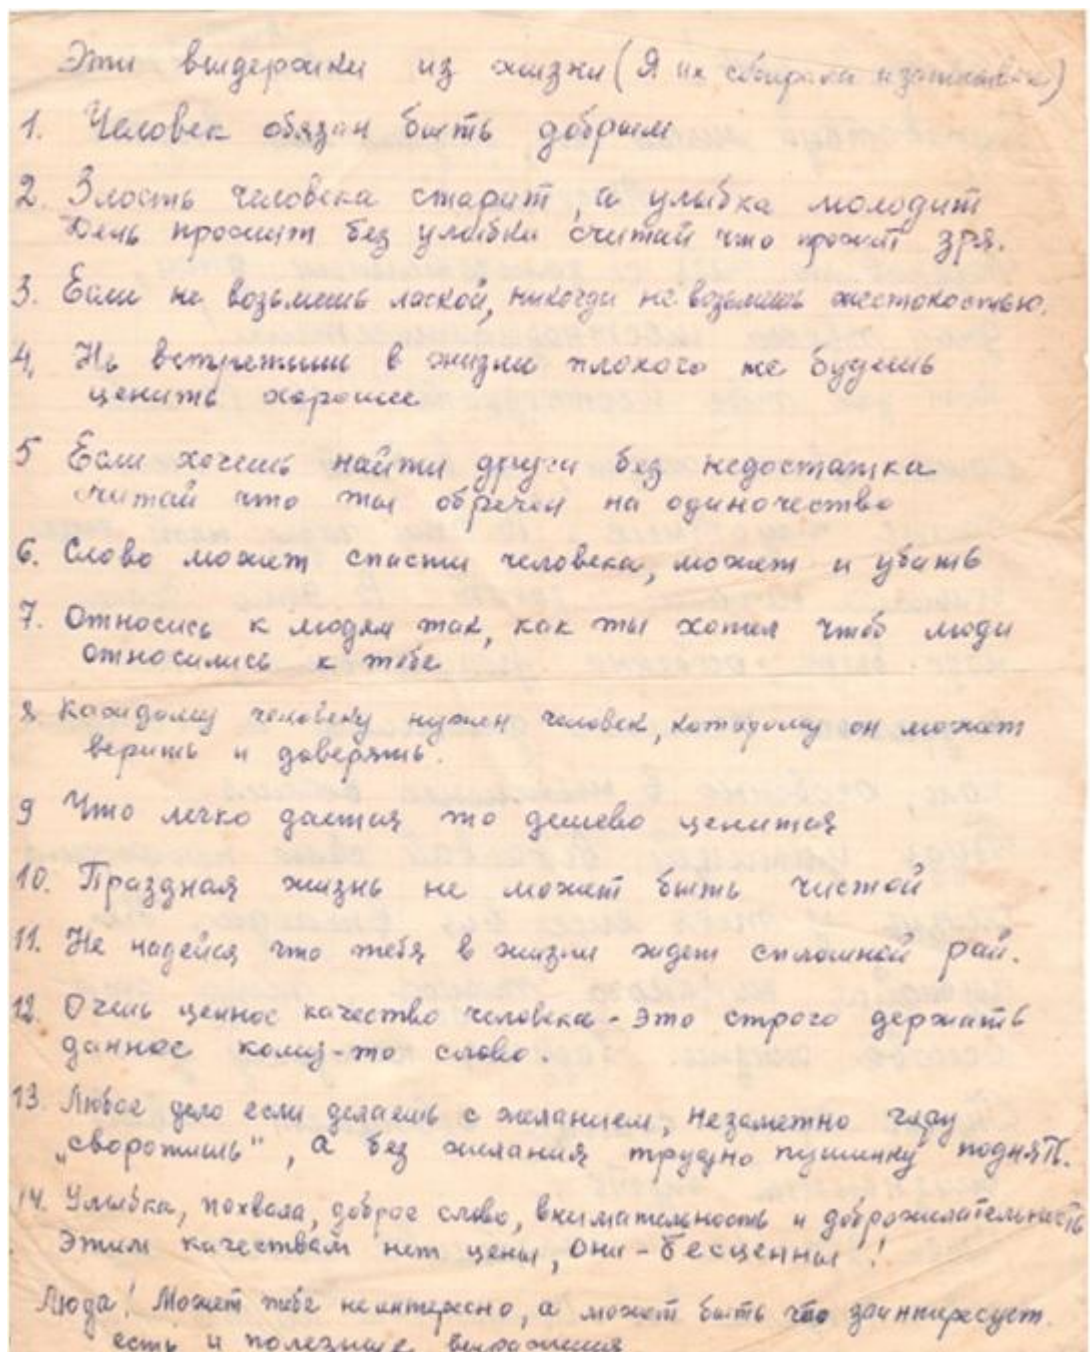 Эти выдержки из жизни (Я их собирала и записывала)
1. Человек обязан быть добрым
2. Злость человека старит, а улыбка молодит
День прожит без улыбки считай что прожит зря.
3. Если не возьмешь лаской, никогда не возьмешь жестокостью.
4. Не встретиши в жизни плохого не будешь
ценить хорошее
5 Если хочешь найти друга без недостатка
считай что ты обречен на одиночество
6. Слово может спасти человека, может и убить
7. Относись к людям так, как ты хотел чтоб люди
относились к тебе
8 Каждому человеку нужен человек, которому он может
верить и доверять.
9 Что легко дается то дешево ценится
10. Праздная жизнь не может быть чистой
11. Не надейся что тебя в жизни ждет сплошной рай.
12. Очень ценное качество человека - это строго держать
данное кому-то слово.
13. Любое дело если делаешь с желанием, незаметно гору
„своротишь", а без желания трудно пушинку поднят.
14. Улыбка, похвала, доброе слово, внимательность и доброжелательность
Этим качествам нет цены, они - бесценны!
Люда! Может тебе неинтересно, а может быть что заинтересует.
есть и полезные выражения